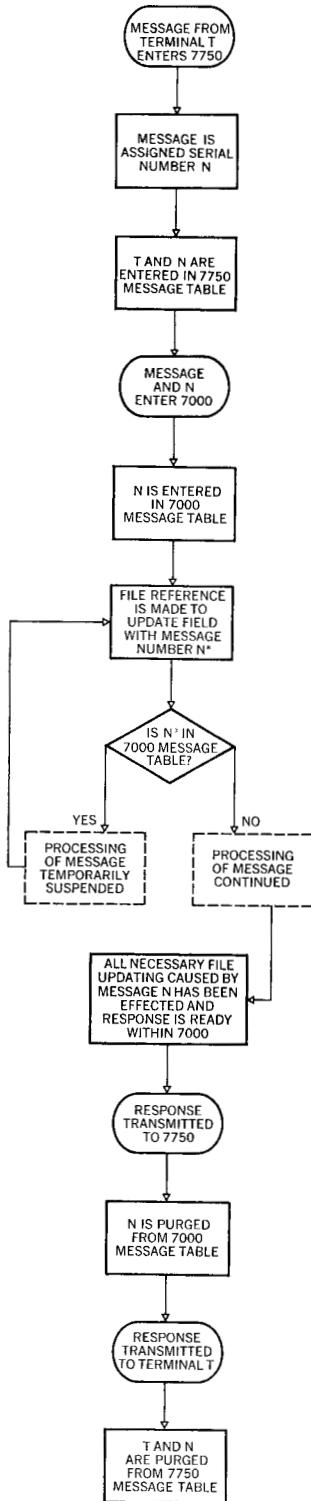 MESSAGE FROM
TERMINAL T
ENTERS 7750
MESSAGE IS
ASSIGNED SERIAL
NUMBER N
T AND N ARE
ENTERED IN 7750
MESSAGE TABLE
MESSAGE
AND N
ENTER 7000
N IS ENTERED
IN 7000
MESSAGE TABLE
FILE REFERENCE
IS MADE TO
UPDATE FIELD
WITH MESSAGE
NUMBER N*
IS N* IN
7000 MESSAGE
TABLE?
YES
NO
PROCESSING
OF MESSAGE
TEMPORARILY
SUSPENDED
PROCESSING
OF MESSAGE
CONTINUED
ALL NECESSARY FILE
UPDATING CAUSED BY
MESSAGE N HAS BEEN
EFFECTED AND
RESPONSE IS READY
WITHIN 7000
RESPONSE
TRANSMITTED
TO 7750
N IS PURGED
FROM 7000
MESSAGE TABLE
RESPONSE
TRANSMITTED
TO TERMINAL T
T AND N
ARE PURGED
FROM 7750
MESSAGE TABLE